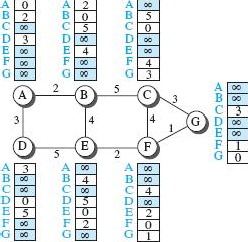 A 0 A 2 A ∞
B 2 B 0 B 5
C ∞ C 5 C 0
D 3 D ∞ D ∞
E ∞ E 4 E ∞
F ∞ F ∞ F 4
G ∞ G ∞ G 3
A 2 B 5 C
3
3 4 4 1 G
D 5 E 2 F
A ∞
B ∞
C 3
D ∞
E ∞
F 1
G 0
A 3 A ∞ A ∞
B ∞ B 4 B ∞
C ∞ C ∞ C 4
D 0 D 5 D ∞
E 5 E 0 E 2
F ∞ F 2 F 0
G ∞ G ∞ G 1